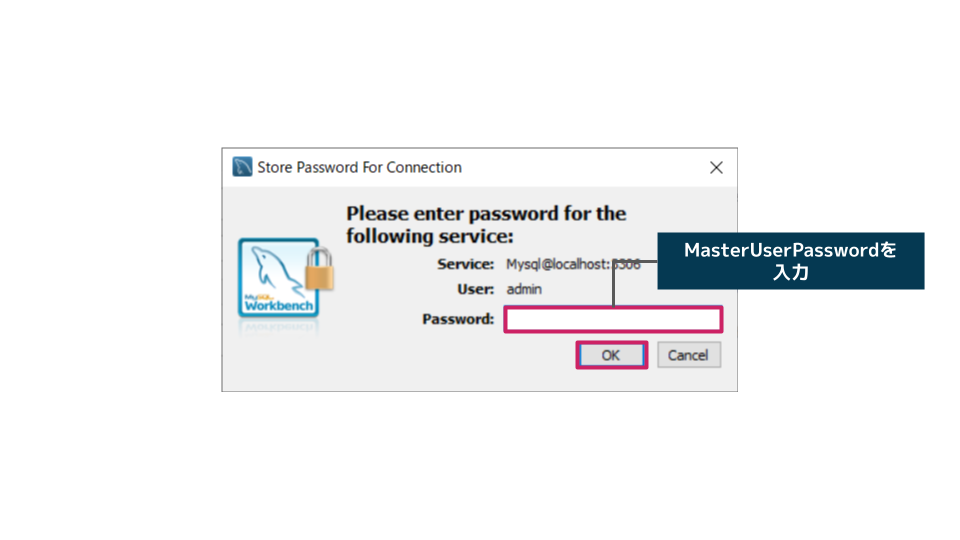 Store Password For Connection
Please enter password for the
following service:
Service: Mysql@localhost:3306
User: admin
Password:
OK Cancel
MySQL
Workbench
MasterUserPasswordを
入力